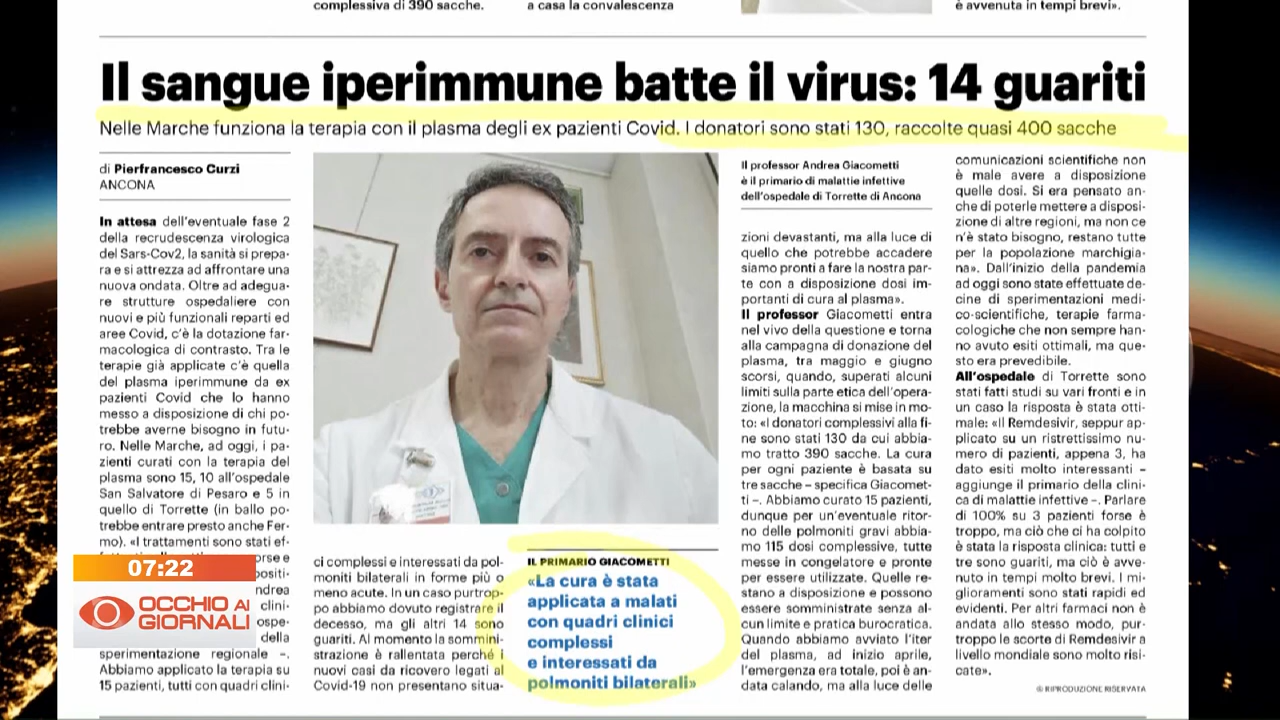 complessiva di 390 sacche.
a casa la convalescenza
è avvenuta in tempi brevi».
Il sangue iperimmune batte il virus: 14 guariti
Nelle Marche funziona la terapia con il plasma degli ex pazienti Covid. I donatori sono stati 130, raccolte quasi 400 sacche
di Pierfrancesco Curzi
ANCONA
In attesa dell'eventuale fase 2
della recrudescenza virologica
del Sars-Cov2, la sanità si prepa-
ra e si attrezza ad affrontare una
nuova ondata. Oltre ad adegua-
re strutture ospedaliere con
nuovi e più funzionali reparti ed
aree Covid, c'è la dotazione far-
macologica di contrasto. Tra le
terapie già applicate c'è quella
del plasma iperimmune da ex
pazienti Covid che lo hanno
messo a disposizione di chi po-
trebbe averne bisogno in futu-
ro. Nelle Marche, ad oggi, i pa-
zienti curati con la terapia del
plasma sono 15, 10 all'ospedale
San Salvatore di Pesaro e 5 in
quello di Torrette (in ballo po-
trebbe entrare presto anche Fer-
mo). «I trattamenti sono stati ef-
orse e
positi-
ndrea
clini-
ospe-
della
sperimentazione regionale –.
Abbiamo applicato la terapia su
15 pazienti, tutti con quadri clini-
07:22
OCCHIO AI
GIORNALI
ci complessi e interessati da pol-
moniti bilaterali in forme più o
meno acute. In un caso purtrop-
po abbiamo dovuto registrare il
decesso, ma gli altri 14 sono
guariti. Al momento la sommini-
strazione è rallentata perché i
nuovi casi da ricovero legati al
Covid-19 non presentano situa-
IL PRIMARIO GIACOMETTI
«La cura è stata
applicata a malati
con quadri clinici
complessi
e interessati da
polmoniti bilaterali»
Il professor Andrea Giacometti
è il primario di malattie infettive
dell'ospedale di Torrette di Ancona
zioni devastanti, ma alla luce di
quello che potrebbe accadere
siamo pronti a fare la nostra par-
te con a disposizione dosi im-
portanti di cura al plasma».
Il professor Giacometti entra
nel vivo della questione e torna
alla campagna di donazione del
plasma, tra maggio e giugno
scorsi, quando, superati alcuni
limiti sulla parte etica dell'opera-
zione, la macchina si mise in mo-
to: «I donatori complessivi alla fi-
ne sono stati 130 da cui abbia-
mo tratto 390 sacche. La cura
per ogni paziente è basata su
tre sacche – specifica Giacomet-
ti –. Abbiamo curato 15 pazienti,
dunque per un'eventuale ritor-
no delle polmoniti gravi abbia-
mo 115 dosi complessive, tutte
messe in congelatore e pronte
per essere utilizzate. Quelle re-
stano a disposizione e possono
essere somministrate senza al-
cun limite e pratica burocratica.
Quando abbiamo avviato l'iter
del plasma, ad inizio aprile,
l'emergenza era totale, poi è an-
data calando, ma alla luce delle
comunicazioni scientifiche non
è male avere a disposizione
quelle dosi. Si era pensato an-
che di poterle mettere a disposi-
zione di altre regioni, ma non ce
n'è stato bisogno, restano tutte
per la popolazione marchigia-
na». Dall'inizio della pandemia
ad oggi sono state effettuate de-
cine di sperimentazioni medi-
co-scientifiche, terapie farma-
cologiche che non sempre han-
no avuto esiti ottimali, ma que-
sto era prevedibile.
All'ospedale di Torrette sono
stati fatti studi su vari fronti e in
un caso la risposta è stata otti-
male: «Il Remdesivir, seppur ap-
plicato su un ristrettissimo nu-
mero di pazienti, appena 3, ha
dato esiti molto interessanti –
aggiunge il primario della clini-
ca di malattie infettive –. Parlare
di 100% su 3 pazienti forse è
troppo, ma ciò che ci ha colpito
è stata la risposta clinica: tutti e
tre sono guariti, ma ciò è avve-
nuto in tempi molto brevi. I mi-
glioramenti sono stati rapidi ed
evidenti. Per altri farmaci non è
andata allo stesso modo, pur-
troppo le scorte di Remdesivir a
livello mondiale sono molto risi-
cate».
© RIPRODUZIONE RISERVATA